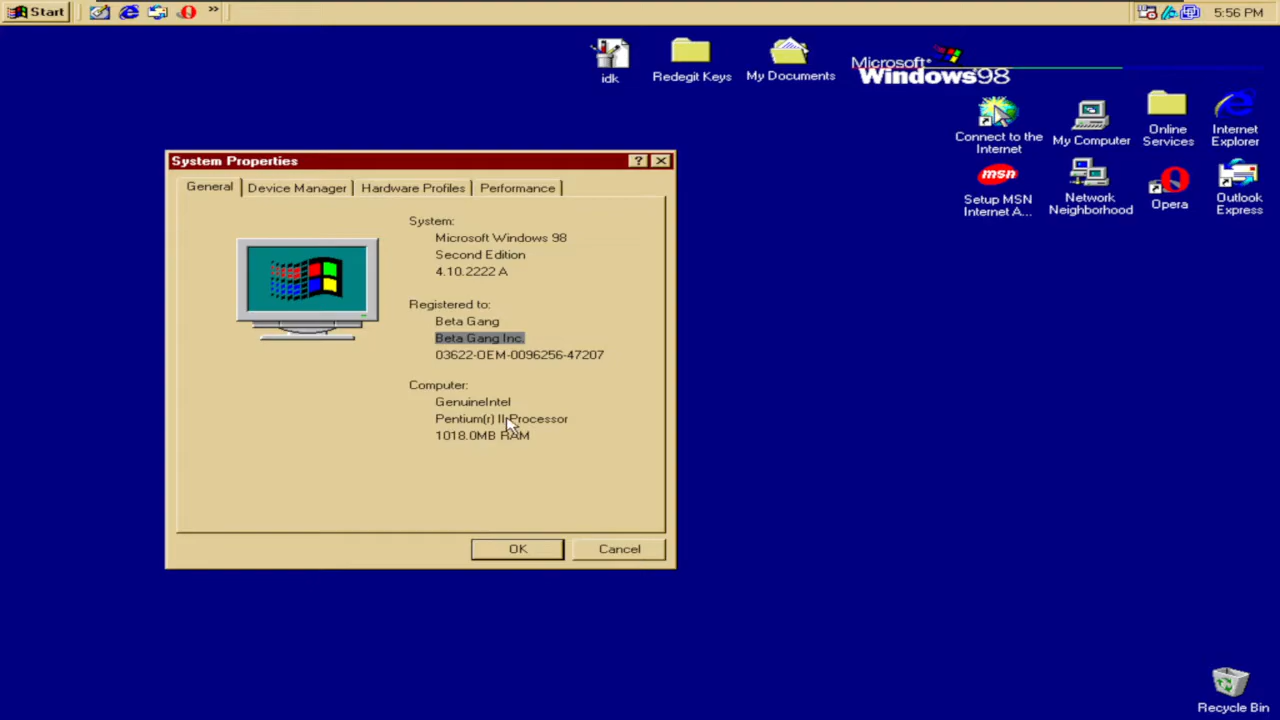 Start
»
5:56 PM
idk
Redegit Keys
My Documents
Microsoft
Windows 98
Connect to the
Internet
My Computer
Online
Services
Internet
Explorer
msn
Setup MSN
Internet A...
Network
Neighborhood
Opera
Outlook
Express
System Properties
?
General
Device Manager
Hardware Profiles
Performance
System:
Microsoft Windows 98
Second Edition
4.10.2222 A
Registered to:
Beta Gang
Beta Gang Inc.
03622-OEM-0096256-47207
Computer:
GenuineIntel
Pentium(r) II Processor
1018.0MB RAM
OK
Cancel
Recycle Bin